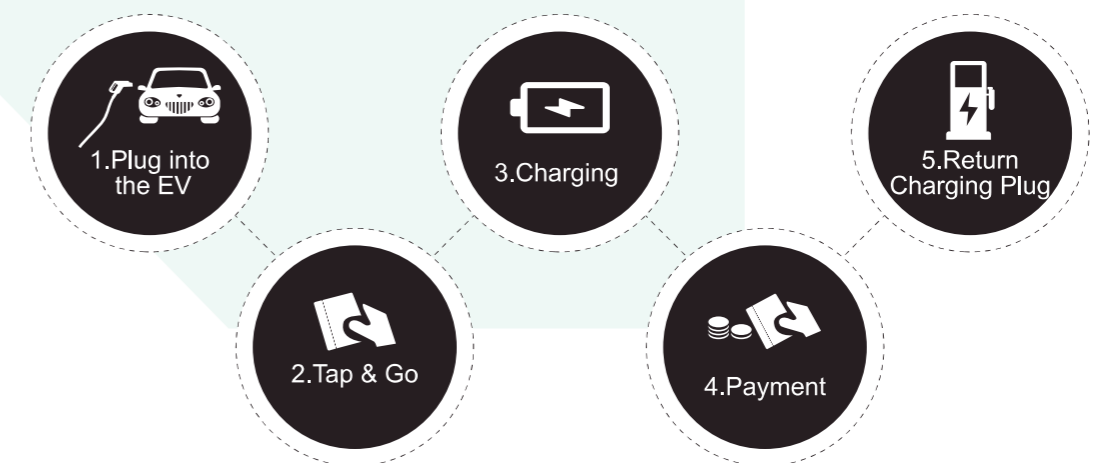 1.Plug into
the EV
2.Tap & Go
3.Charging
4.Payment
5.Return
Charging Plug